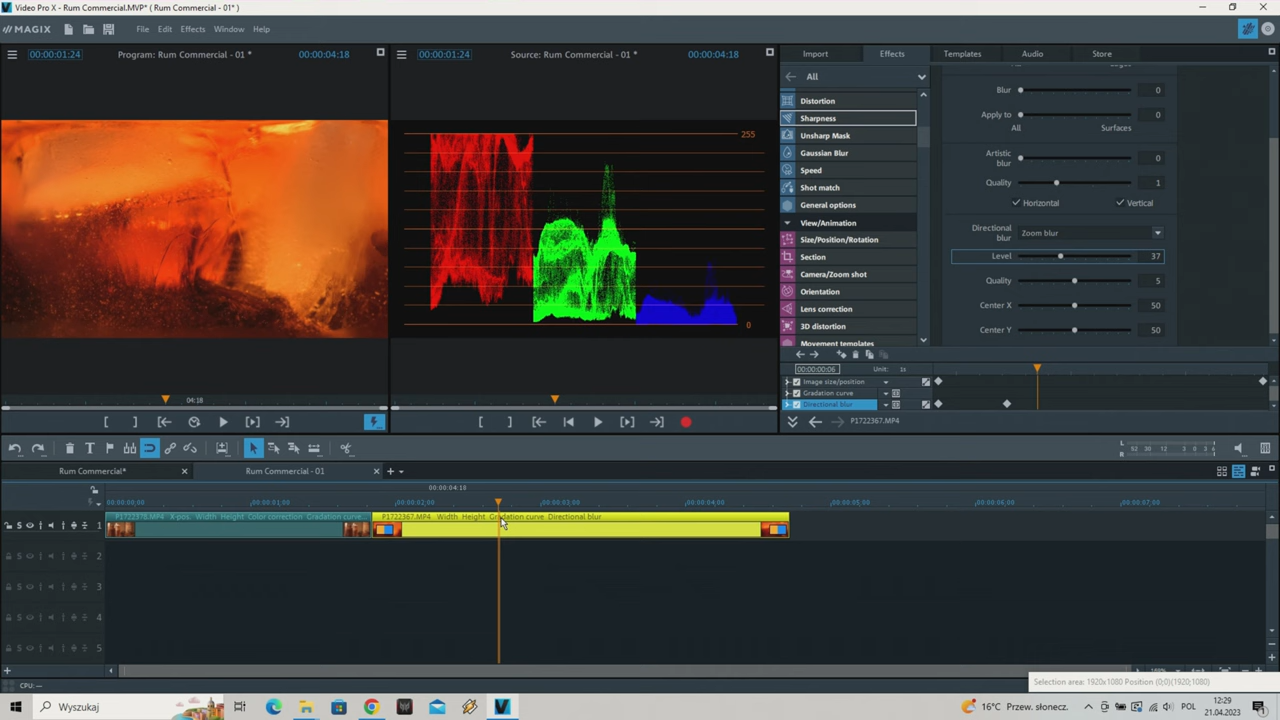 Video Pro X - Rum Commercial.MVP* ( Rum Commercial - 01* )
MAGIX
File Edit Effects Window Help
00:00:01:24 Program: Rum Commercial - 01 * 00:00:04:18
00:00:01:24 Source: Rum Commercial - 01 * 00:00:04:18
Import Effects Templates Audio Store
All
Distortion
Sharpness
Unsharp Mask
Gaussian Blur
Speed
Shot match
General options
View/Animation
Size/Position/Rotation
Section
Camera/Zoom shot
Orientation
Lens correction
3D distortion
Movement templates
Blur 0
Apply to 0
All Surfaces
Artistic blur 0
Quality 1
Horizontal Vertical
Directional blur Zoom blur
Level 37
Quality 5
Center X 50
Center Y 50
255
0
04:18
00:00:00:06 Unit: 1s
Image size/position
Gradation curve
Directional blur
P1722367.MP4
L
R
52 30 12 3 0 3 6
Rum Commercial*
Rum Commercial - 01
00:00:04:18
00:00:00:00 00:00:01:00 00:00:02:00 00:00:03:00 00:00:04:00 00:00:05:00 00:00:06:00 00:00:07:00
X-pos. Width Height Color correction Gradation curve...
P1722367.MP4 Width Height Gradation curve Directional blur
1
2
3
4
5
CPU: —
Selection area: 1920x1080 Position (0;0)(1920;1080)
Wyszukaj
16°C Przew. słonecz.
POL
12:29
21.04.2023